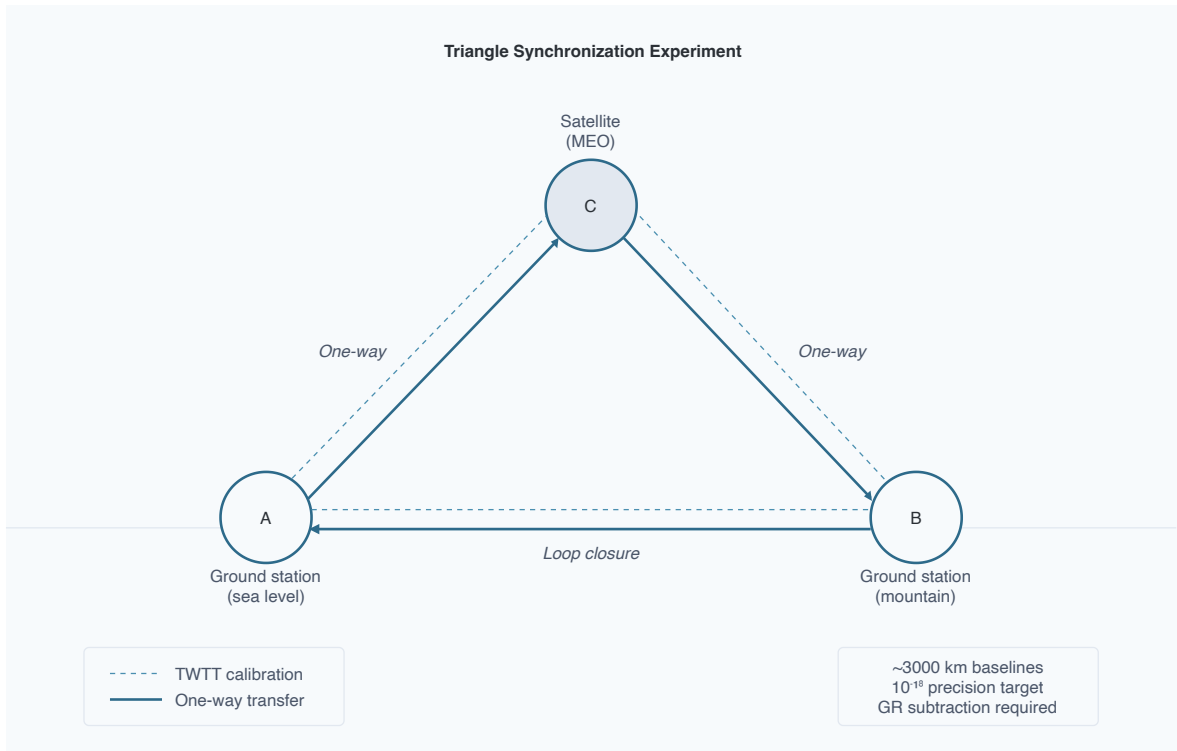 Triangle Synchronization Experiment
Satellite
(MEO)
C
One-way
One-way
A
B
Loop closure
Ground station
(sea level)
Ground station
(mountain)
TWTT calibration
One-way transfer
~3000 km baselines
10⁻¹⁸ precision target
GR subtraction required